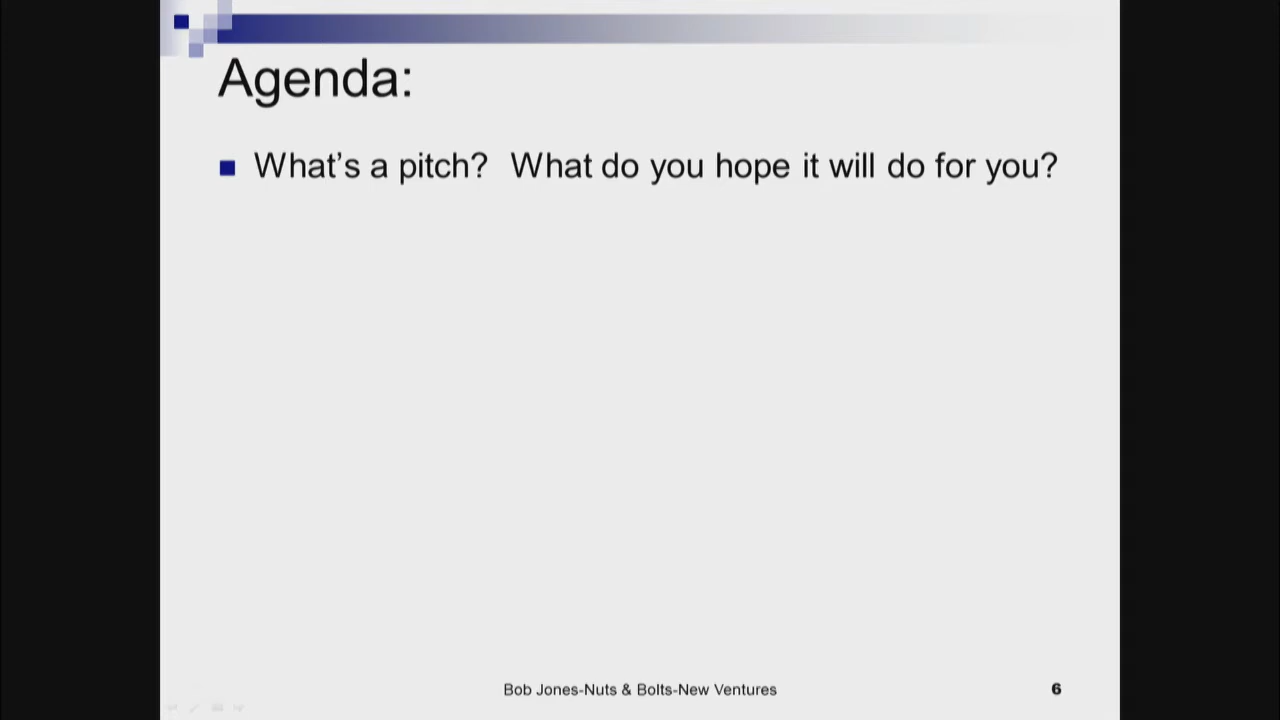 Agenda:
What’s a pitch?  What do you hope it will do for you?
Bob Jones-Nuts & Bolts-New Ventures
6